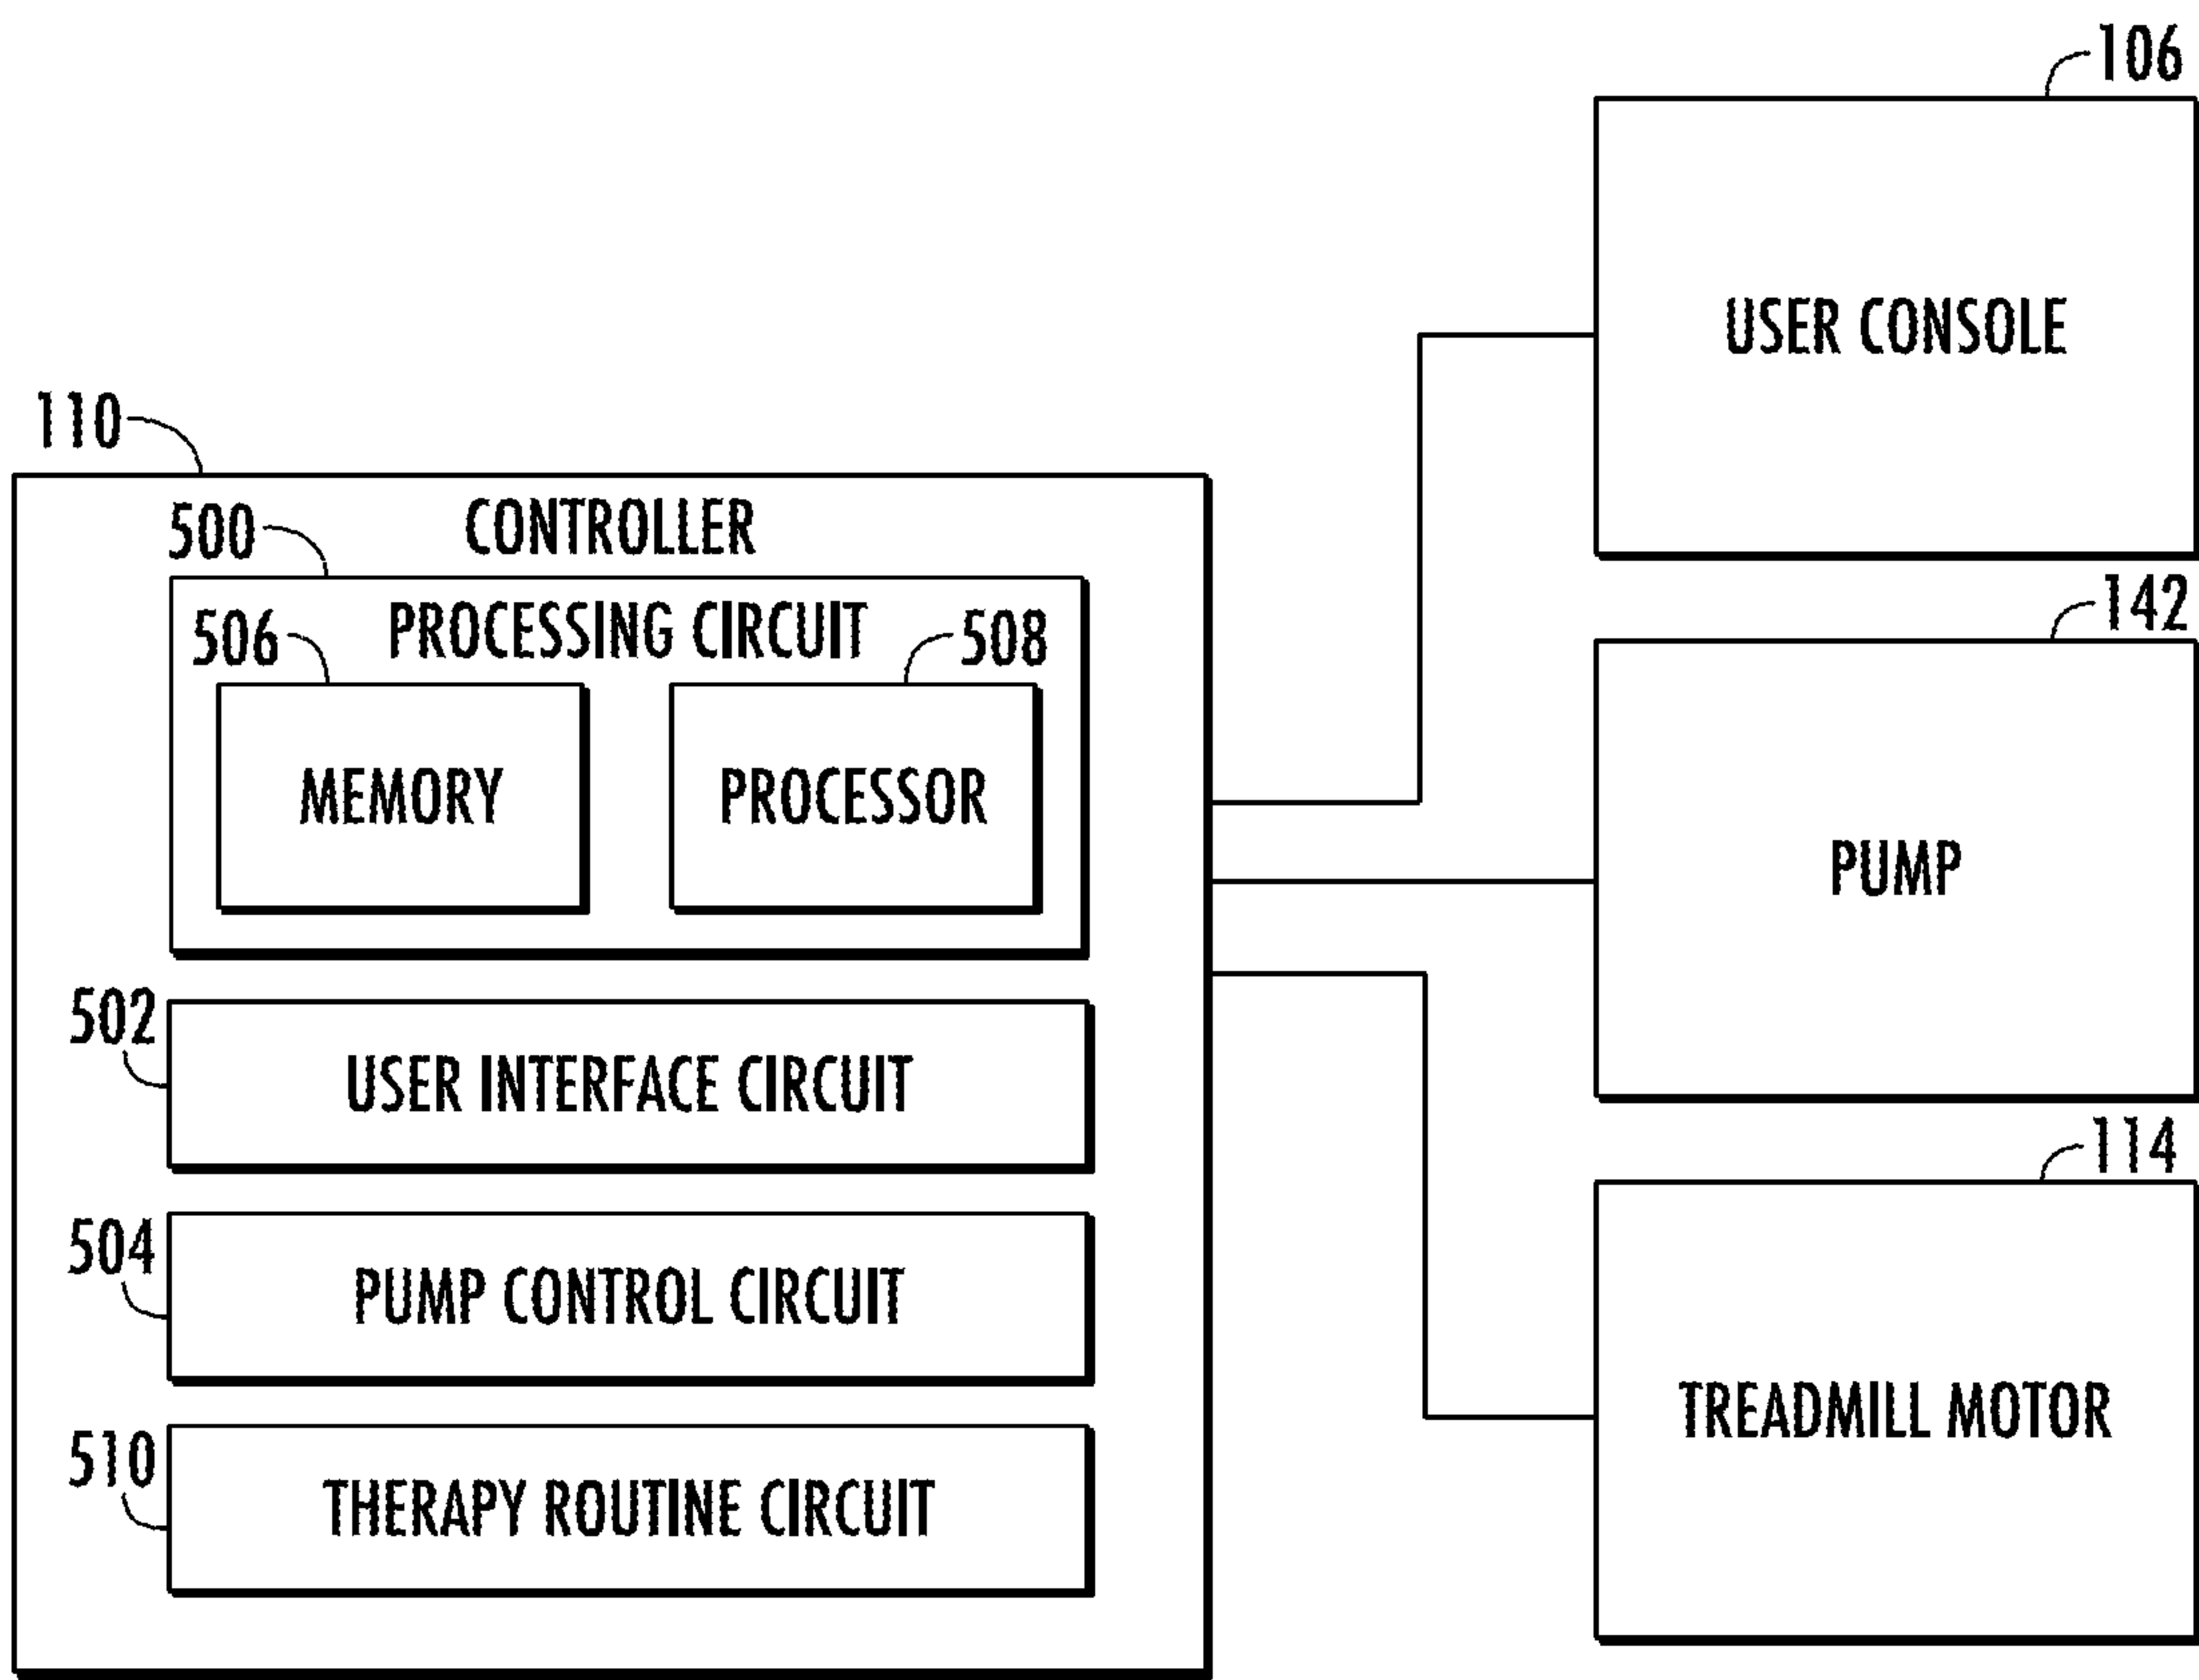 106
USER CONSOLE
110
CONTROLLER
500
PROCESSING CIRCUIT
506
508
MEMORY
PROCESSOR
142
PUMP
502
USER INTERFACE CIRCUIT
114
TREADMILL MOTOR
504
PUMP CONTROL CIRCUIT
510
THERAPY ROUTINE CIRCUIT